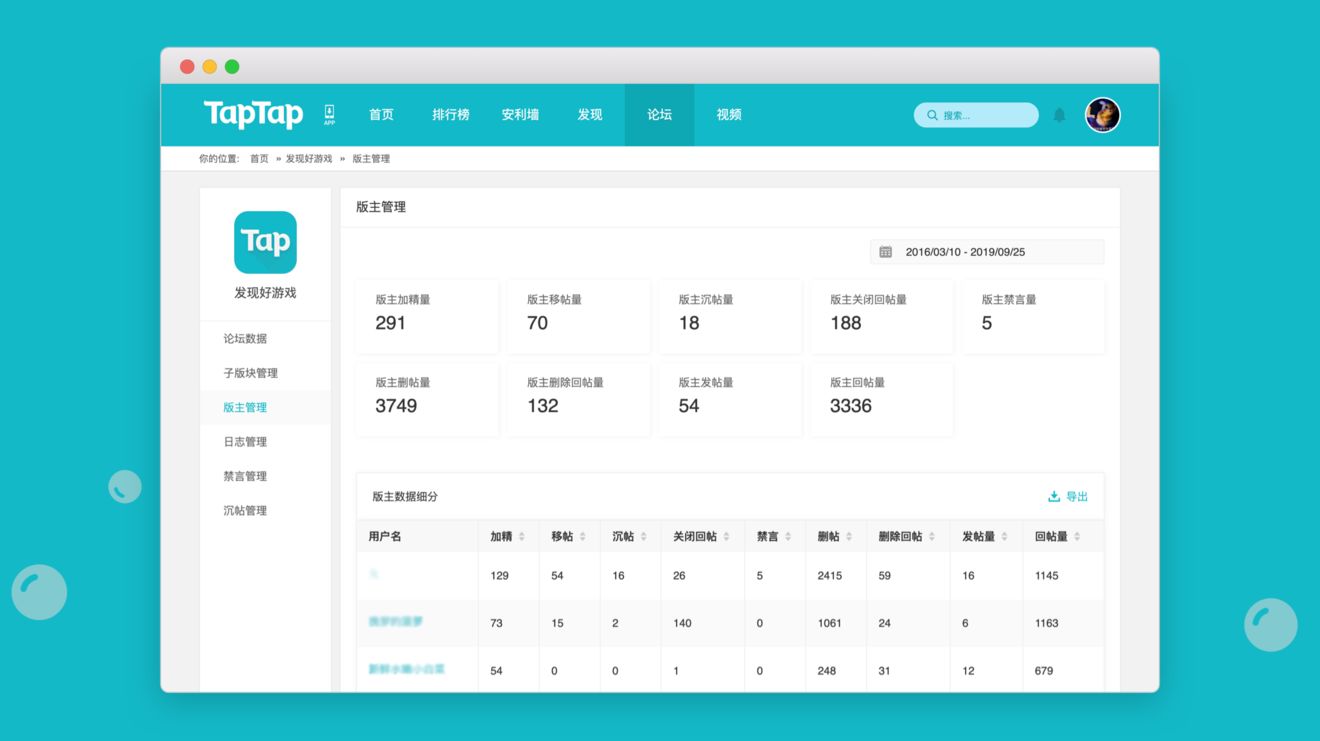 TapTap APP 首页 排行榜 安利墙 发现 论坛 视频 搜索...
你的位置: 首页 » 发现好游戏 » 版主管理
Tap
发现好游戏
论坛数据
子版块管理
版主管理
日志管理
禁言管理
沉帖管理
版主管理
2016/03/10 - 2019/09/25
版主加精量 版主移帖量 版主沉帖量 版主关闭回帖量 版主禁言量
291 70 18 188 5
版主删帖量 版主删除回帖量 版主发帖量 版主回帖量
3749 132 54 3336
版主数据细分 导出
用户名 加精 移帖 沉帖 关闭回帖 禁言 删帖 删除回帖 发帖量 回帖量
129 54 16 26 5 2415 59 16 1145
73 15 2 140 0 1061 24 6 1163
54 0 0 1 0 248 31 12 679